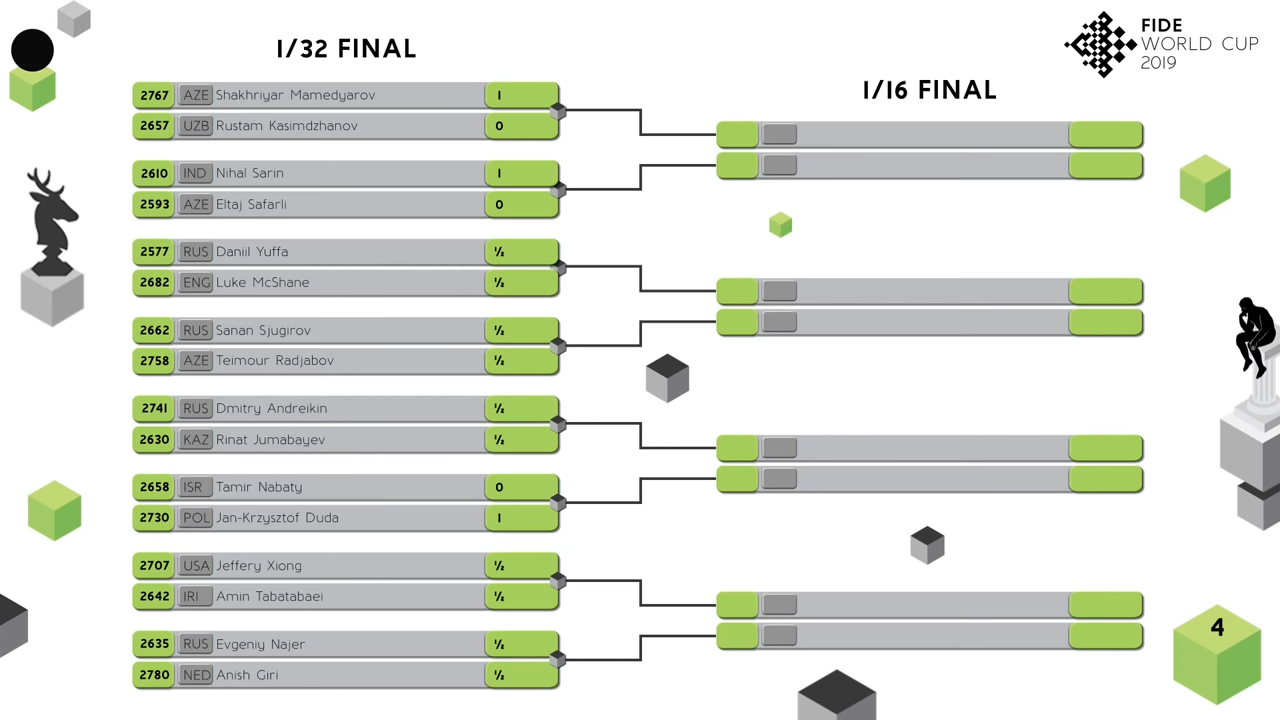 1/32 FINAL
FIDE
WORLD CUP
2019
1/16 FINAL
2767 AZE Shakhriyar Mamedyarov 1
2657 UZB Rustam Kasimdzhanov 0
2610 IND Nihal Sarin 1
2593 AZE Eltaj Safarli 0
2577 RUS Daniil Yuffa ½
2682 ENG Luke McShane ½
2662 RUS Sanan Sjugirov ½
2758 AZE Teimour Radjabov ½
2741 RUS Dmitry Andreikin ½
2630 KAZ Rinat Jumabayev ½
2658 ISR Tamir Nabaty 0
2730 POL Jan-Krzysztof Duda 1
2707 USA Jeffery Xiong ½
2642 IRI Amin Tabatabaei ½
2635 RUS Evgeniy Najer ½
2780 NED Anish Giri ½
4